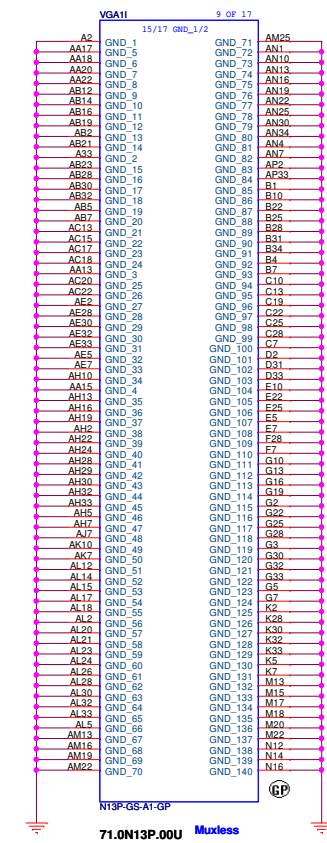 VGA1I 9 OF 17
15/17 GND_1/2
A2 GND_1 GND_71 AM25
AA17 GND_5 GND_72 AN1
AA18 GND_6 GND_73 AN10
AA20 GND_7 GND_74 AN13
AA22 GND_8 GND_75 AN16
AB12 GND_9 GND_76 AN19
AB14 GND_10 GND_77 AN22
AB16 GND_11 GND_78 AN25
AB19 GND_12 GND_79 AN30
AB2 GND_13 GND_80 AN34
AB21 GND_14 GND_81 AN4
A33 GND_2 GND_82 AN7
AB23 GND_15 GND_83 AP2
AB28 GND_16 GND_84 AP33
AB30 GND_17 GND_85 B1
AB32 GND_18 GND_86 B10
AB5 GND_19 GND_87 B22
AB7 GND_20 GND_88 B25
AC13 GND_21 GND_89 B28
AC15 GND_22 GND_90 B31
AC17 GND_23 GND_91 B34
AC18 GND_24 GND_92 B4
AA13 GND_3 GND_93 B7
AC20 GND_25 GND_94 C10
AC22 GND_26 GND_95 C13
AE2 GND_27 GND_96 C19
AE28 GND_28 GND_97 C22
AE30 GND_29 GND_98 C25
AE32 GND_30 GND_99 C28
AE33 GND_31 GND_100 C7
AE5 GND_32 GND_101 D2
AE7 GND_33 GND_102 D31
AH10 GND_34 GND_103 D33
AA15 GND_4 GND_104 E10
AH13 GND_35 GND_105 E22
AH16 GND_36 GND_106 E25
AH19 GND_37 GND_107 E5
AH2 GND_38 GND_108 E7
AH22 GND_39 GND_109 F28
AH24 GND_40 GND_110 F7
AH28 GND_41 GND_111 G10
AH29 GND_42 GND_112 G13
AH30 GND_43 GND_113 G16
AH32 GND_44 GND_114 G19
AH33 GND_45 GND_115 G2
AH5 GND_46 GND_116 G22
AH7 GND_47 GND_117 G25
AJ7 GND_48 GND_118 G28
AK10 GND_49 GND_119 G3
AK7 GND_50 GND_120 G30
AL12 GND_51 GND_121 G32
AL14 GND_52 GND_122 G33
AL15 GND_53 GND_123 G5
AL17 GND_54 GND_124 G7
AL18 GND_55 GND_125 K2
AL2 GND_56 GND_126 K28
AL20 GND_57 GND_127 K30
AL21 GND_58 GND_128 K32
AL23 GND_59 GND_129 K33
AL24 GND_60 GND_130 K5
AL26 GND_61 GND_131 K7
AL28 GND_62 GND_132 M13
AL30 GND_63 GND_133 M15
AL32 GND_64 GND_134 M17
AL33 GND_65 GND_135 M18
AL5 GND_66 GND_136 M20
AM13 GND_67 GND_137 M22
AM16 GND_68 GND_138 N12
AM19 GND_69 GND_139 N14
AM22 GND_70 GND_140 N16
GP
N13P-GS-A1-GP
71.0N13P.00U Muxless